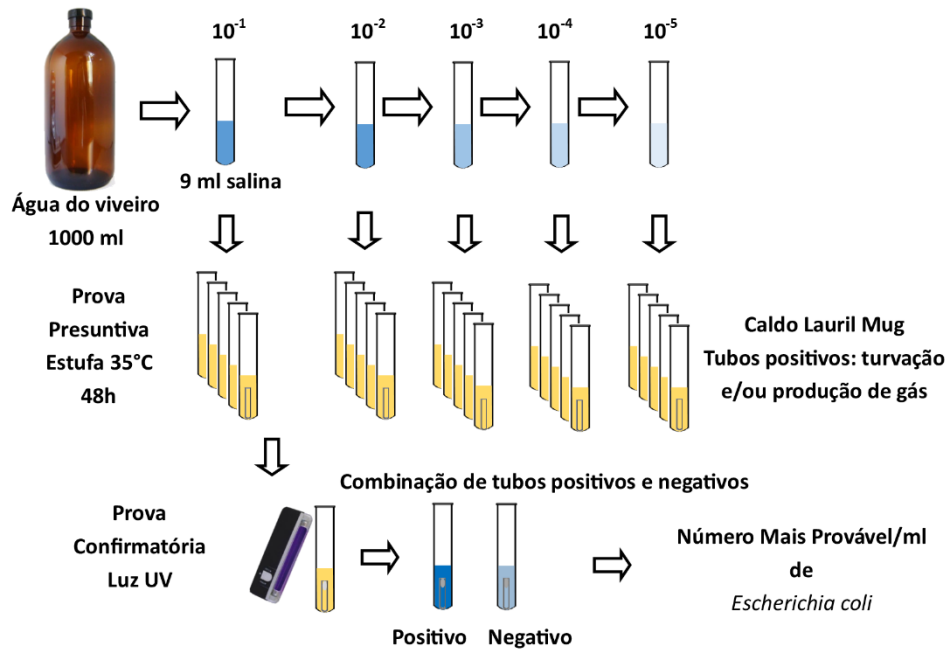 10⁻¹
10⁻²
10⁻³
10⁻⁴
10⁻⁵
9 ml salina
Água do viveiro
1000 ml
Prova
Presuntiva
Estufa 35°C
48h
Caldo Lauril Mug
Tubos positivos: turvação
e/ou produção de gás
Combinação de tubos positivos e negativos
Prova
Confirmatória
Luz UV
Número Mais Provável/ml
de
Escherichia coli
Positivo
Negativo